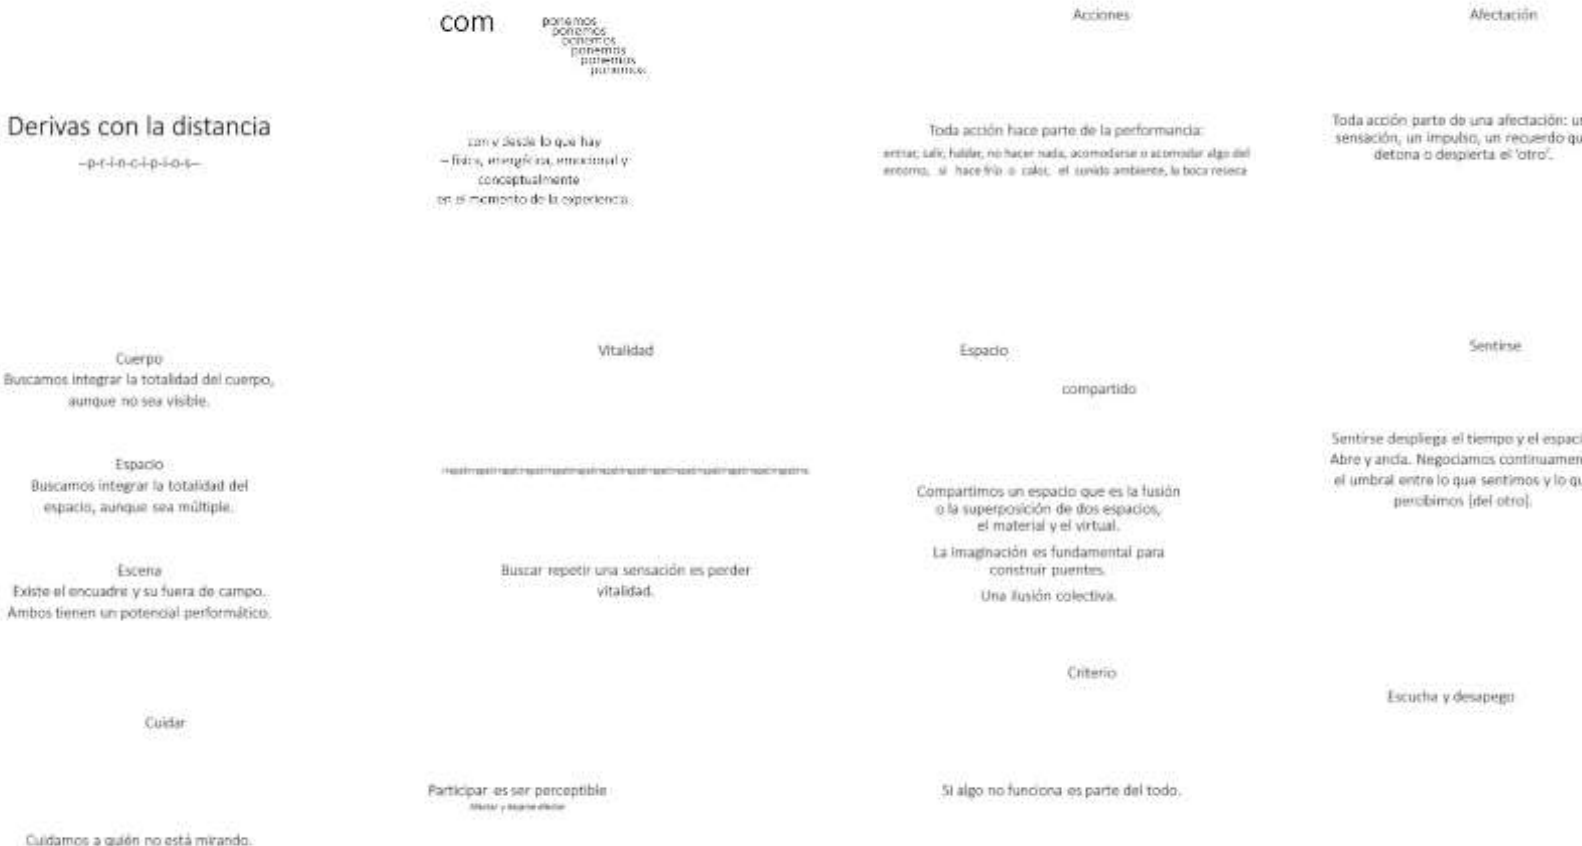 Derivas con la distancia
--p-r-i-n-c-i-p-i-o-s--
com
ponemos
ponemos
ponemos
ponemos
ponemos
ponemos
con y desde lo que hay
– física, energética, emocional y
conceptualmente
en el momento de la experiencia.
Acciones
Toda acción hace parte de la performancia:
entrar, salir, hablar, no hacer nada, acomodarse o acomodar algo del
entorno, si hace frío o calor, el sonido ambiente, la boca reseca
Afectación
Toda acción parte de una afectación: un
sensación, un impulso, un recuerdo qu
detona o despierta el 'otro'.
Cuerpo
Buscamos integrar la totalidad del cuerpo,
aunque no sea visible.
Espacio
Buscamos integrar la totalidad del
espacio, aunque sea múltiple.
Escena
Existe el encuadre y su fuera de campo.
Ambos tienen un potencial performático.
Vitalidad
Buscar repetir una sensación es perder
vitalidad.
Espacio
compartido
Compartimos un espacio que es la fusión
o la superposición de dos espacios,
el material y el virtual.
La imaginación es fundamental para
construir puentes.
Una ilusión colectiva.
Sentirse
Sentirse despliega el tiempo y el espaci
Abre y ancla. Negociamos continuamen
el umbral entre lo que sentimos y lo qu
percibimos [del otro].
Cuidar
Cuidamos a quién no está mirando.
Participar es ser perceptible
Afectar y dejarse afectar
Criterio
Si algo no funciona es parte del todo.
Escucha y desapego